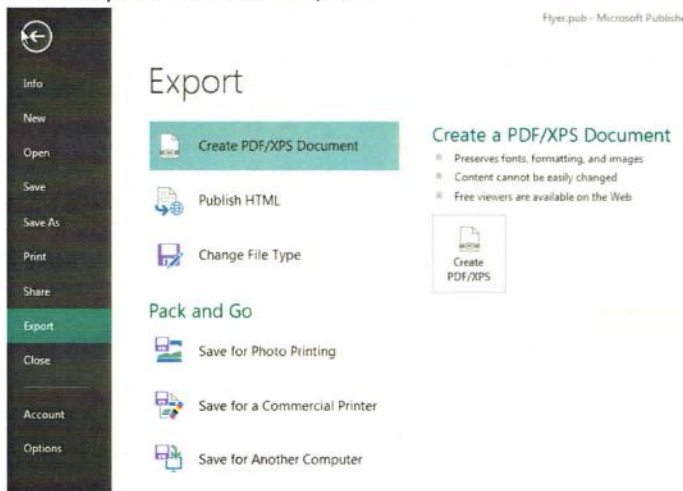 Flyer.pub - Microsoft Publishe
Info
New
Open
Save
Save As
Print
Share
Export
Close
Account
Options
Export
Create PDF/XPS Document
Publish HTML
Change File Type
Pack and Go
Save for Photo Printing
Save for a Commercial Printer
Save for Another Computer
Create a PDF/XPS Document
Preserves fonts, formatting, and images
Content cannot be easily changed
Free viewers are available on the Web
Create
PDF/XPS